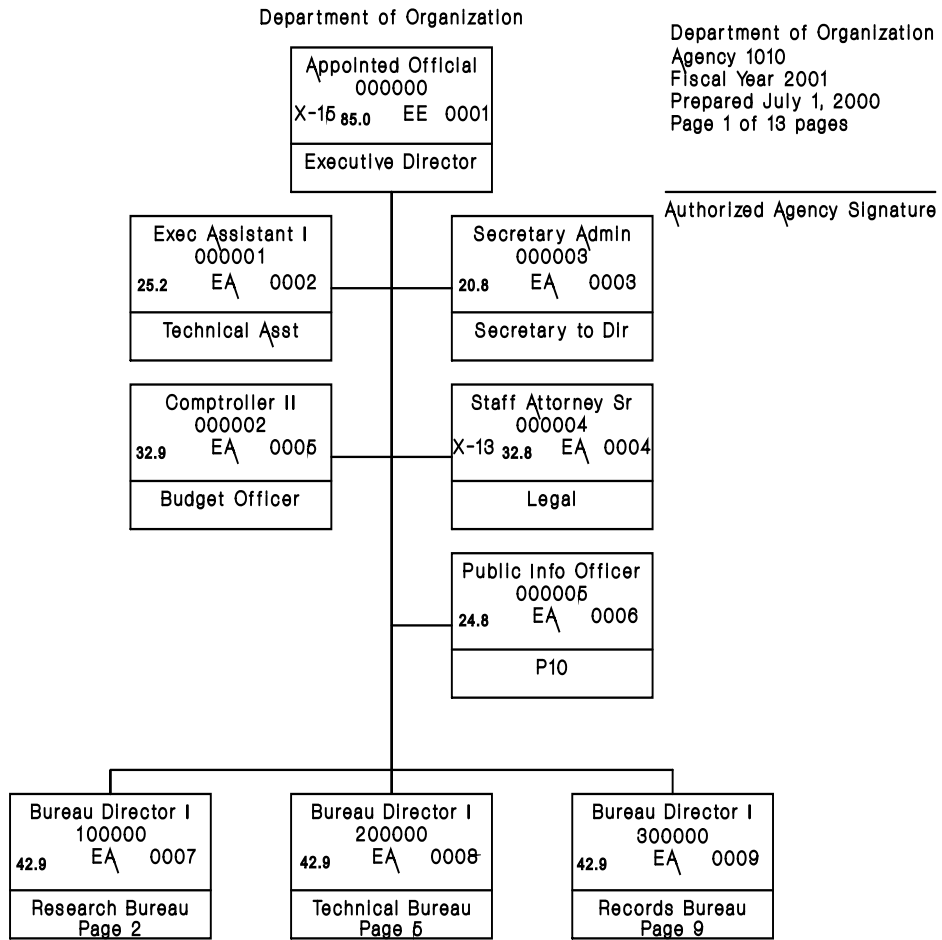 Department of Organization
Department of Organization
Agency 1010
Fiscal Year 2001
Prepared July 1, 2000
Page 1 of 13 pages
Authorized Agency Signature
Appointed Official
000000
X-15 85.0 EE 0001
Executive Director
Exec Assistant I
000001
25.2 EA 0002
Technical Asst
Secretary Admin
000003
20.8 EA 0003
Secretary to Dir
Comptroller II
000002
32.9 EA 0005
Budget Officer
Staff Attorney Sr
000004
X-13 32.8 EA 0004
Legal
Public Info Officer
000005
24.8 EA 0006
P10
Bureau Director I
100000
42.9 EA 0007
Research Bureau
Page 2
Bureau Director I
200000
42.9 EA 0008
Technical Bureau
Page 5
Bureau Director I
300000
42.9 EA 0009
Records Bureau
Page 9